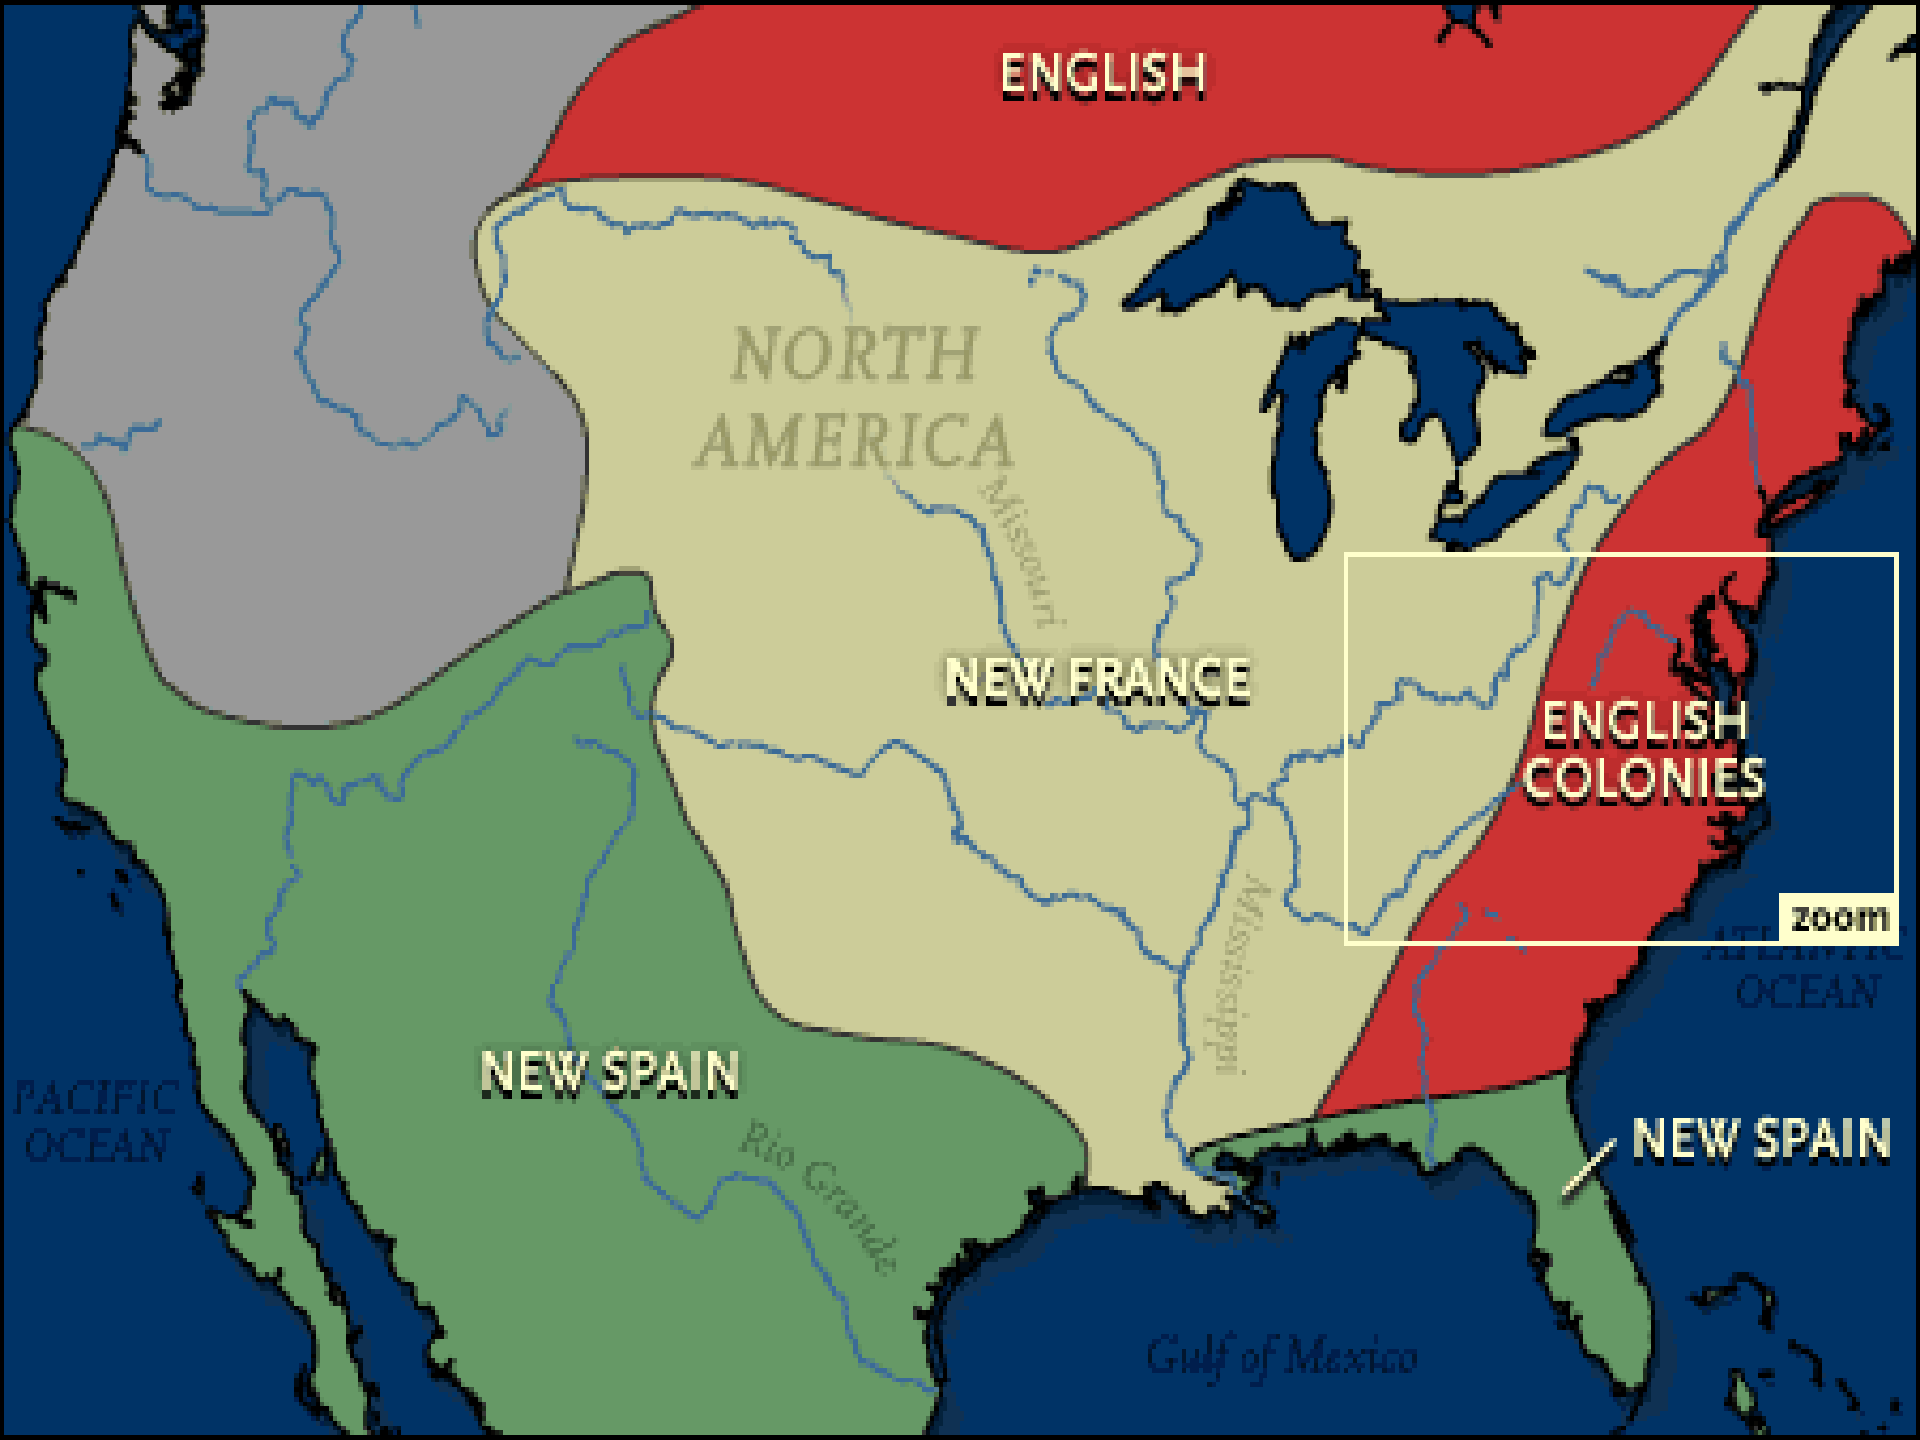 ENGLISH
NORTH
AMERICA
Missouri
NEW FRANCE
ENGLISH
COLONIES
Mississippi
zoom
ATLANTIC
OCEAN
NEW SPAIN
PACIFIC
OCEAN
Rio Grande
NEW SPAIN
Gulf of Mexico